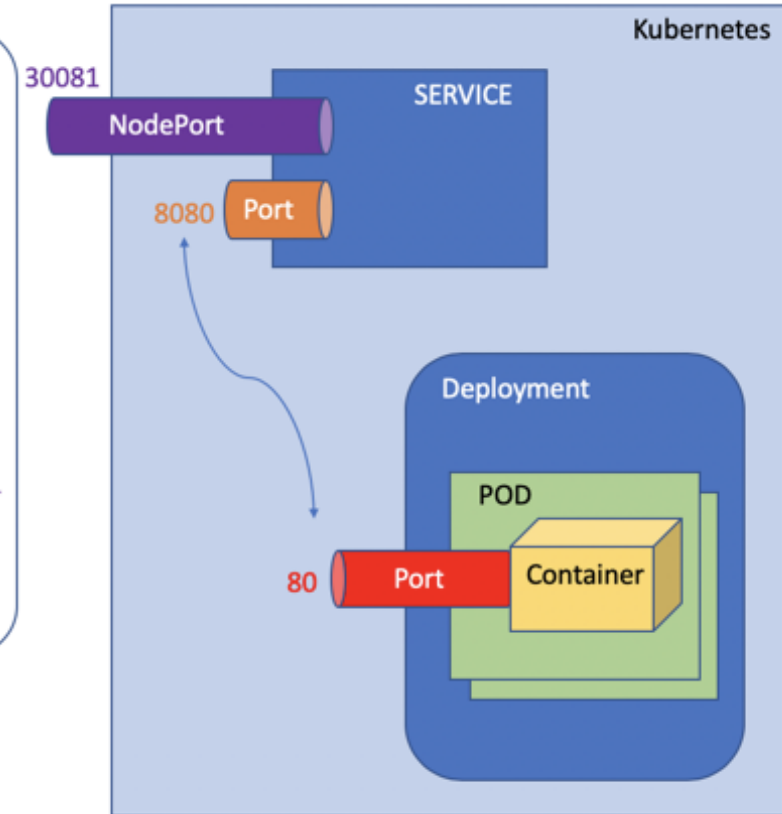 Kubernetes
30081
NodePort
SERVICE
8080
Port
Deployment
POD
80
Port
Container